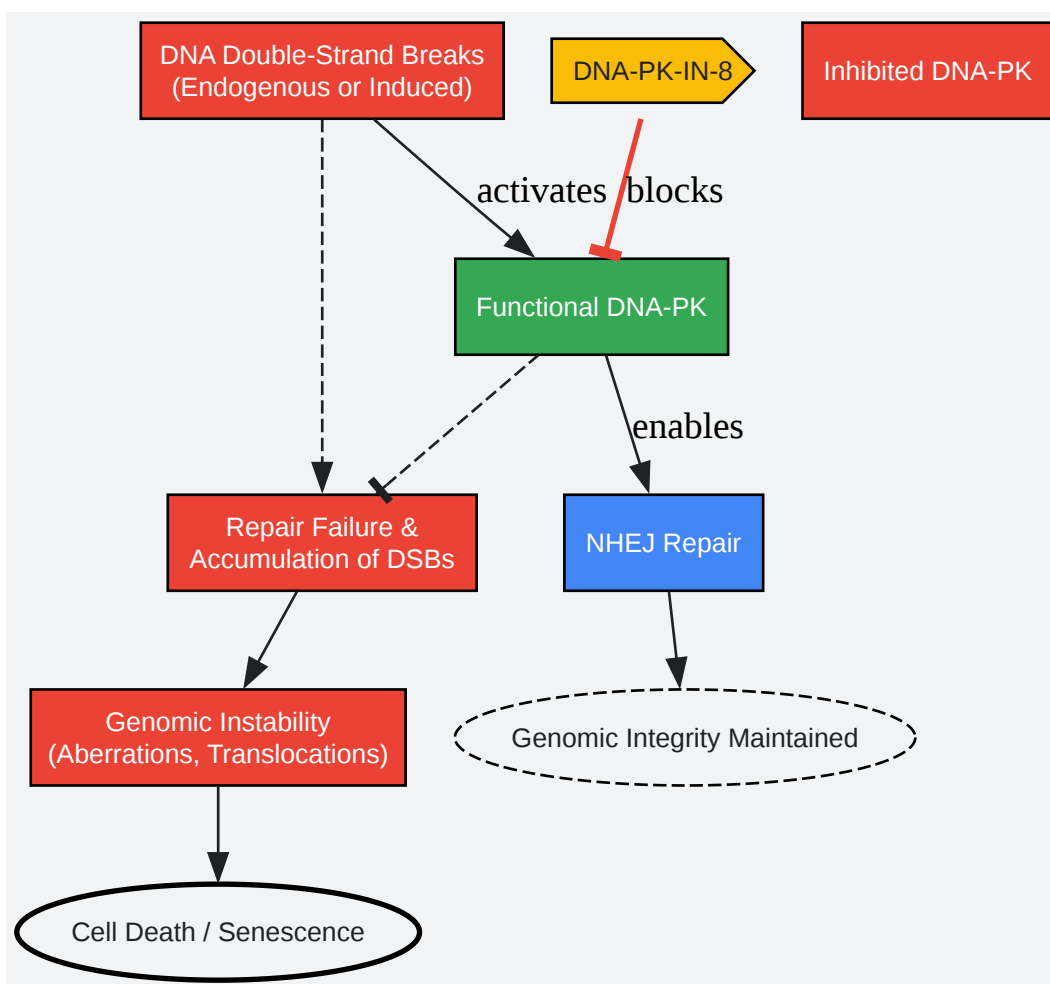 DNA Double-Strand Breaks
(Endogenous or Induced)
DNA-PK-IN-8
Inhibited DNA-PK
activates
blocks
Functional DNA-PK
enables
Repair Failure &
Accumulation of DSBs
NHEJ Repair
Genomic Instability
(Aberrations, Translocations)
Genomic Integrity Maintained
Cell Death / Senescence